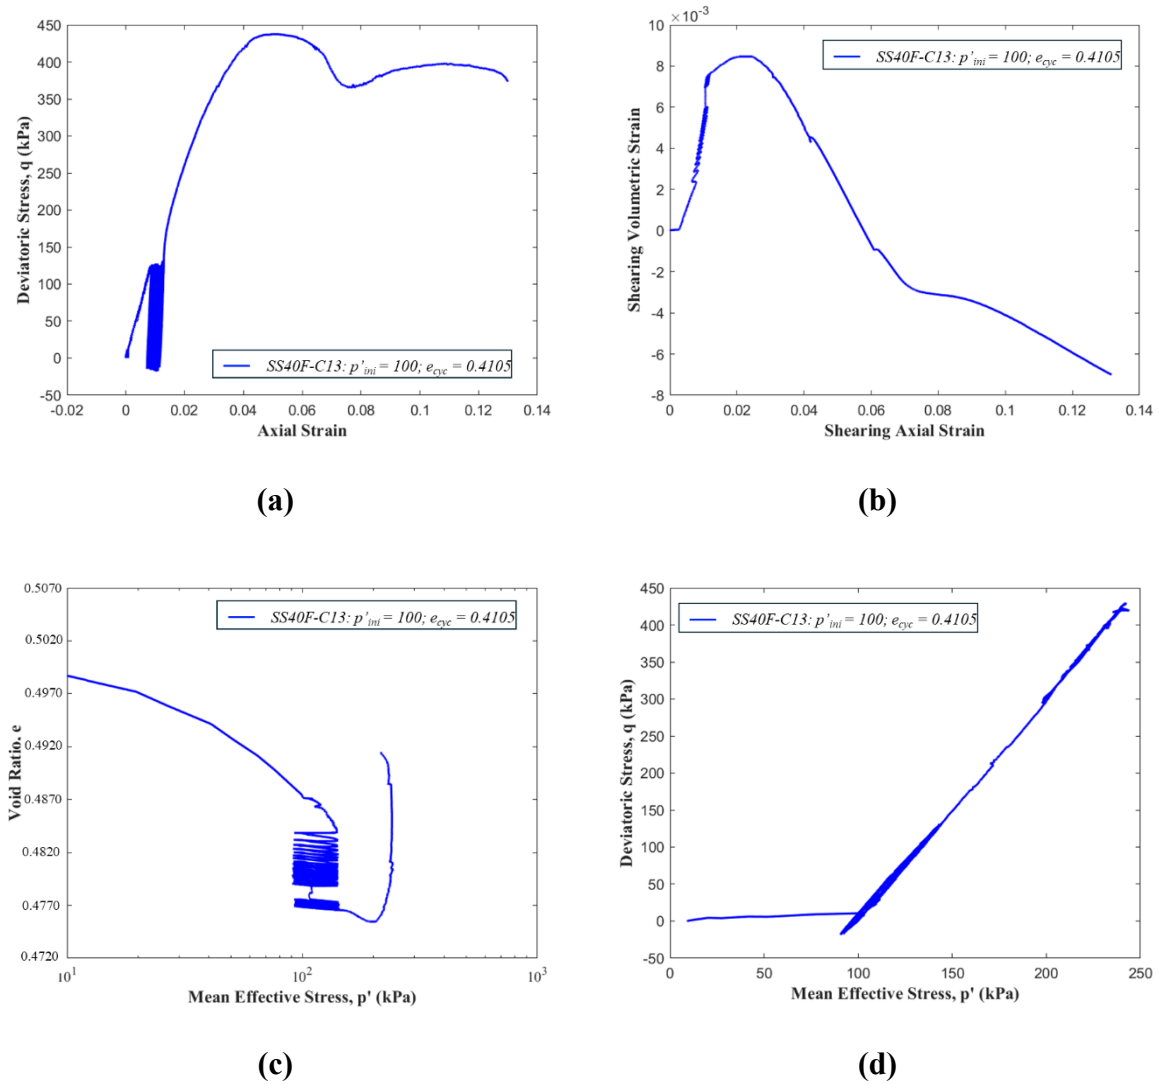 450
400
350
300
250
200
150
100
50
0
-50
-0.02 0 0.02 0.04 0.06 0.08 0.1 0.12 0.14
Deviatoric Stress, q (kPa)
Axial Strain
SS40F-C13: p'ini = 100; ecyc = 0.4105
(a)
×10-3
10
8
6
4
2
0
-2
-4
-6
-8
0 0.02 0.04 0.06 0.08 0.1 0.12 0.14
Shearing Volumetric Strain
Shearing Axial Strain
SS40F-C13: p'ini = 100; ecyc = 0.4105
(b)
0.5070
0.5020
0.4970
0.4920
0.4870
0.4820
0.4770
0.4720
101 102 103
Void Ratio. e
Mean Effective Stress, p' (kPa)
SS40F-C13: p'ini = 100; ecyc = 0.4105
(c)
450
400
350
300
250
200
150
100
50
0
-50
0 50 100 150 200 250
Deviatoric Stress, q (kPa)
Mean Effective Stress, p' (kPa)
SS40F-C13: p'ini = 100; ecyc = 0.4105
(d)